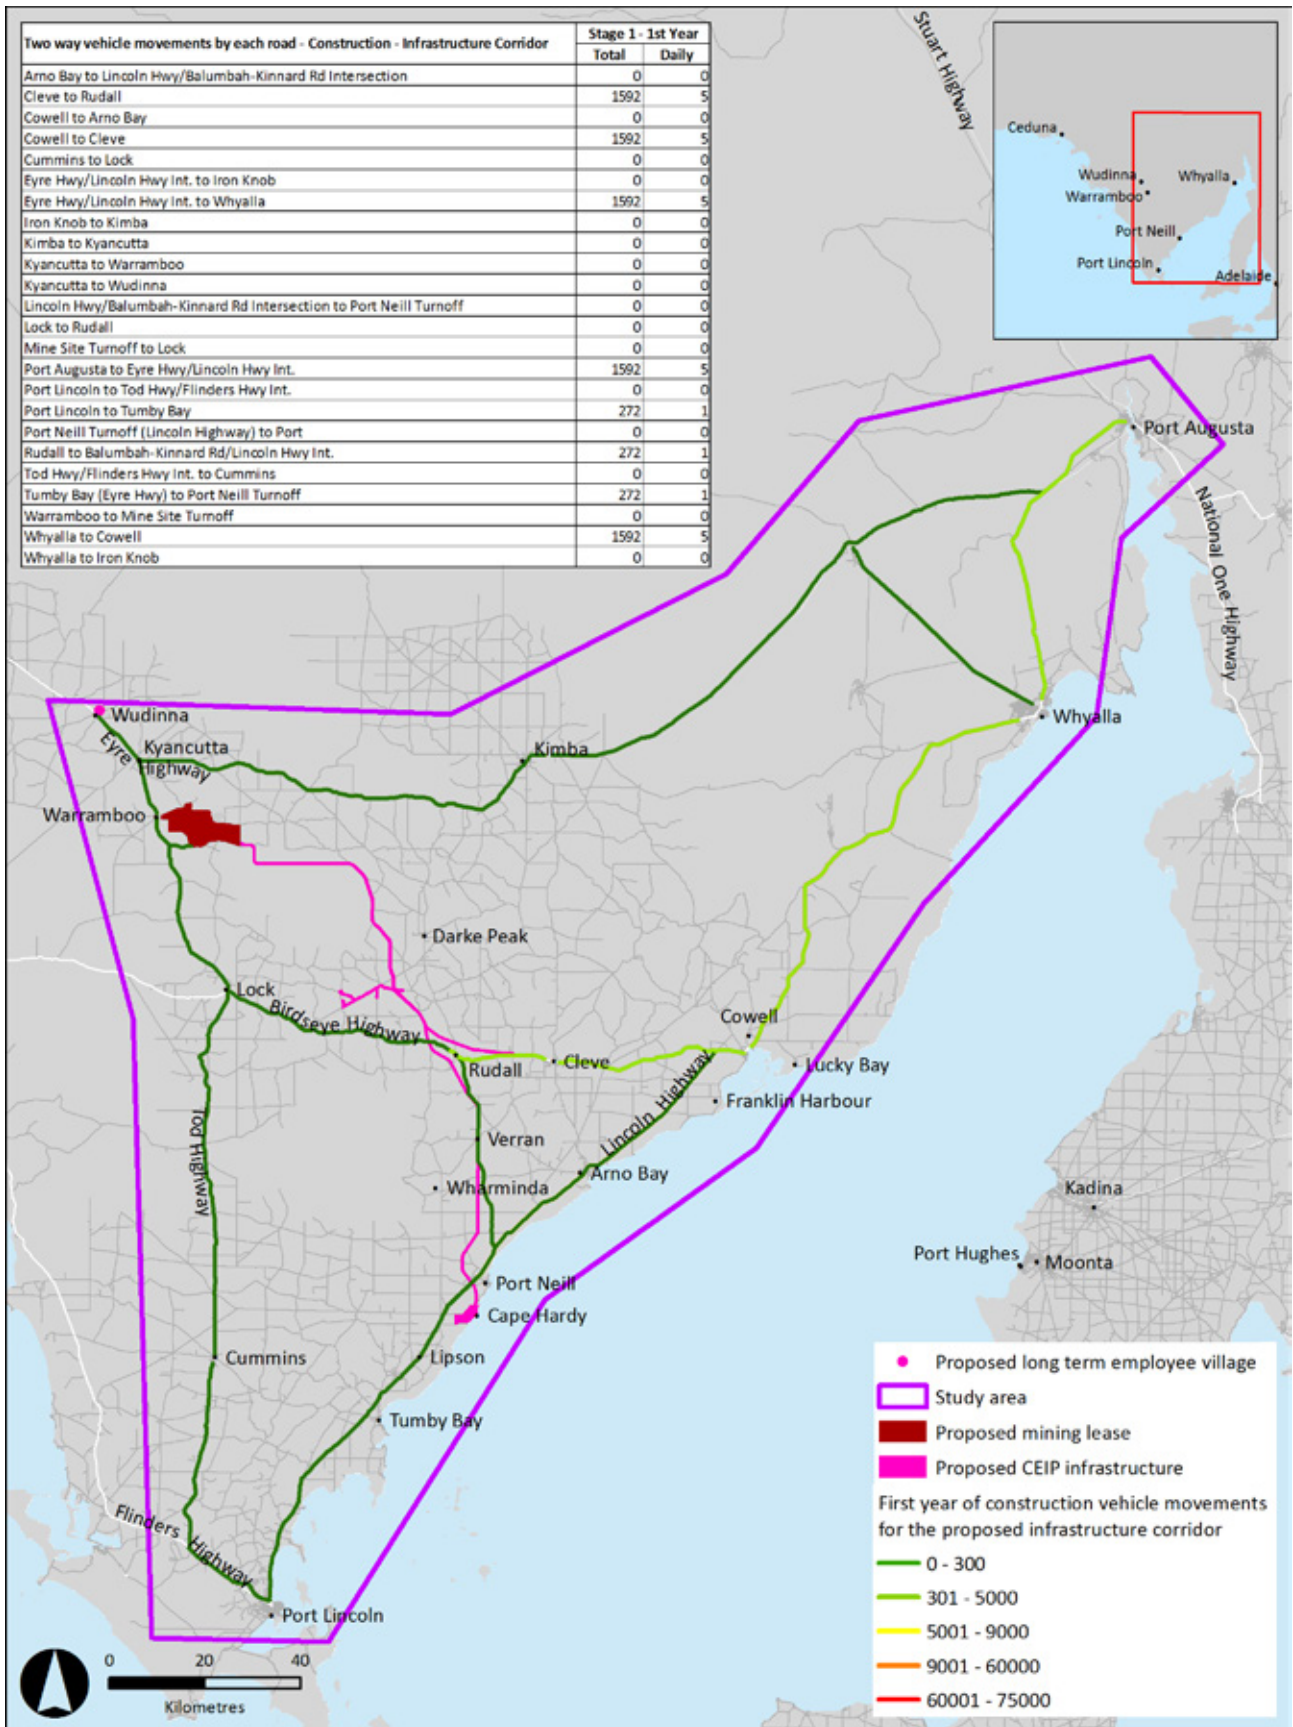 Two way vehicle movements by each road - Construction - Infrastructure Corridor Stage 1 - 1st Year
Total Daily
Arno Bay to Lincoln Hwy/Balumbah-Kinnard Rd Intersection 0 0
Cleve to Rudall 1592 5
Cowell to Arno Bay 0 0
Cowell to Cleve 1592 5
Cummins to Lock 0 0
Eyre Hwy/Lincoln Hwy Int. to Iron Knob 0 0
Eyre Hwy/Lincoln Hwy Int. to Whyalla 1592 5
Iron Knob to Kimba 0 0
Kimba to Kyancutta 0 0
Kyancutta to Warramboo 0 0
Kyancutta to Wudinna 0 0
Lincoln Hwy/Balumbah-Kinnard Rd Intersection to Port Neill Turnoff 0 0
Lock to Rudall 0 0
Mine Site Turnoff to Lock 0 0
Port Augusta to Eyre Hwy/Lincoln Hwy Int. 1592 5
Port Lincoln to Tod Hwy/Flinders Hwy Int. 0 0
Port Lincoln to Tumby Bay 272 1
Port Neill Turnoff (Lincoln Highway) to Port 0 0
Rudall to Balumbah-Kinnard Rd/Lincoln Hwy Int. 272 1
Tod Hwy/Flinders Hwy Int. to Cummins 0 0
Tumby Bay (Eyre Hwy) to Port Neill Turnoff 272 1
Warramboo to Mine Site Turnoff 0 0
Whyalla to Cowell 1592 5
Whyalla to Iron Knob 0 0
Stuart Highway
Ceduna
Wudinna
Whyalla
Warramboo
Port Neill
Port Lincoln
Adelaide
Port Augusta
National One Highway
Wudinna
Whyalla
Eyre Highway
Kyancutta
Kimba
Warramboo
Darke Peak
Lock
Birdseye Highway
Cowell
Rudall
Cleve
Lucky Bay
Lincoln Highway
Franklin Harbour
Tod Highway
Verran
Arno Bay
Wharminda
Kadina
Port Hughes
Moonta
Port Neill
Cape Hardy
Cummins
Lipson
Tumby Bay
Flinders Highway
Port Lincoln
Proposed long term employee village
Study area
Proposed mining lease
Proposed CEIP infrastructure
First year of construction vehicle movements
for the proposed infrastructure corridor
0 - 300
301 - 5000
5001 - 9000
9001 - 60000
60001 - 75000
0 20 40
Kilometres